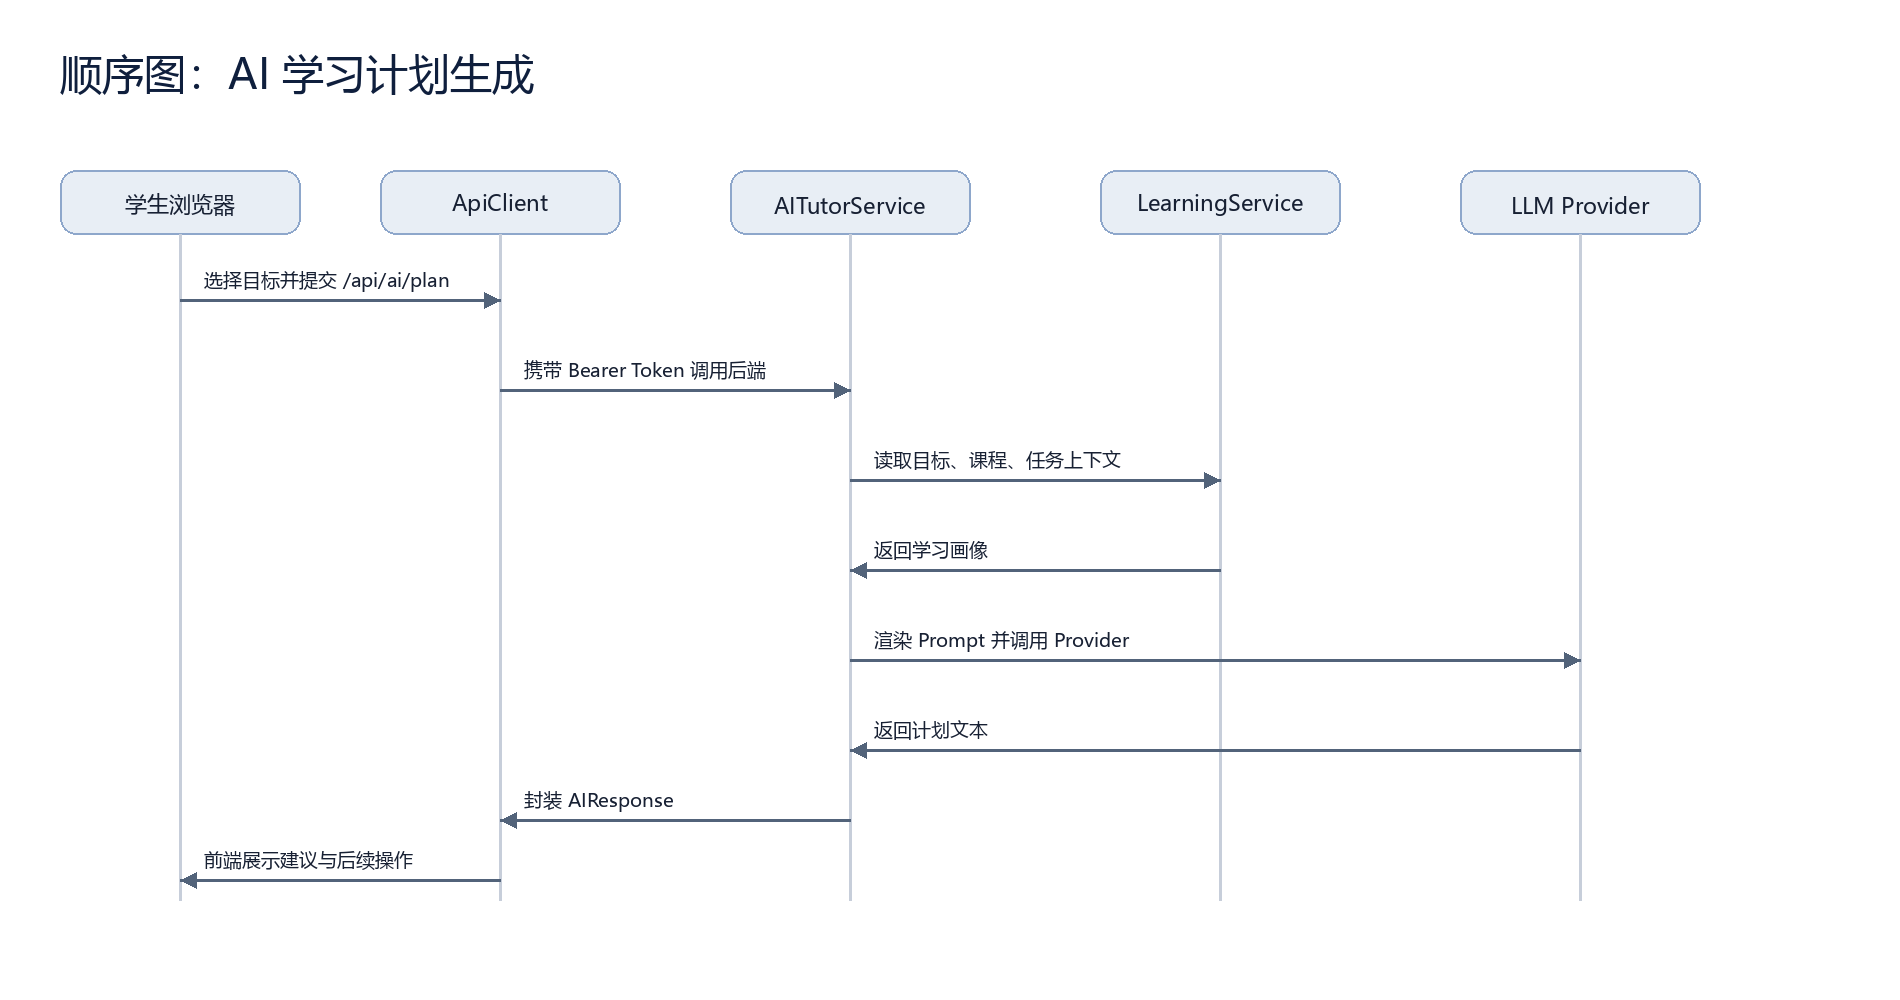 顺序图：AI 学习计划生成
学生浏览器
ApiClient
AITutorService
LearningService
LLM Provider
选择目标并提交 /api/ai/plan
携带 Bearer Token 调用后端
读取目标、课程、任务上下文
返回学习画像
渲染 Prompt 并调用 Provider
返回计划文本
封装 AIResponse
前端展示建议与后续操作